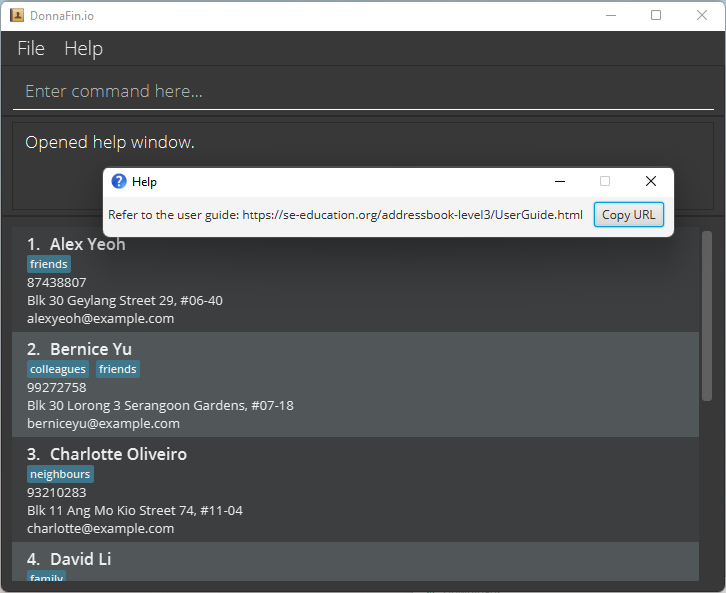 DonnaFin.io
File Help
Enter command here...
Opened help window.
Help
Refer to the user guide: https://se-education.org/addressbook-level3/UserGuide.html
Copy URL
1. Alex Yeoh
friends
87438807
Blk 30 Geylang Street 29, #06-40
alexyeoh@example.com
2. Bernice Yu
colleagues friends
99272758
Blk 30 Lorong 3 Serangoon Gardens, #07-18
berniceyu@example.com
3. Charlotte Oliveiro
neighbours
93210283
Blk 11 Ang Mo Kio Street 74, #11-04
charlotte@example.com
4. David Li
family